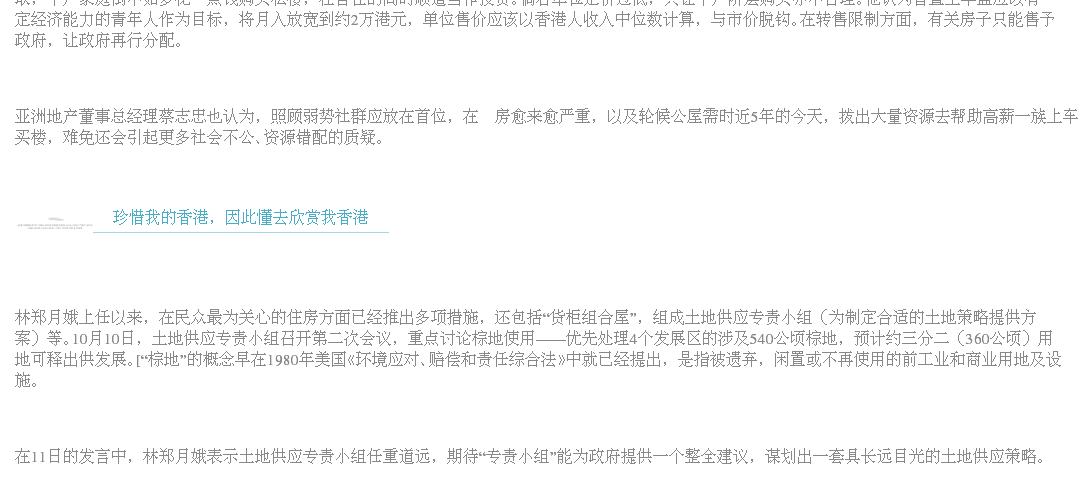 定经济能力的青年人作为目标，将月入放宽到约2万港元，单位售价应该以香港人收入中位数计算，与市价脱钩。在转售限制方面，有关房子只能售予
政府，让政府再行分配。
亚洲地产董事总经理蔡志忠也认为，照顾弱势社群应放在首位，在 房愈来愈严重，以及轮候公屋需时近5年的今天，拨出大量资源去帮助高薪一族上车
买楼，难免还会引起更多社会不公、资源错配的质疑。
珍惜我的香港，因此懂去欣赏我香港
林郑月娥上任以来，在民众最为关心的住房方面已经推出多项措施，还包括“货柜组合屋”，组成土地供应专责小组（为制定合适的土地策略提供方
案）等。10月10日，土地供应专责小组召开第二次会议，重点讨论棕地使用——优先处理4个发展区的涉及540公顷棕地，预计约三分二（360公顷）用
地可释出供发展。[“棕地”的概念早在1980年美国《环境应对、赔偿和责任综合法》中就已经提出，是指被遗弃，闲置或不再使用的前工业和商业用地及设
施。
在11日的发言中，林郑月娥表示土地供应专责小组任重道远，期待“专责小组”能为政府提供一个整全建议，谋划出一套具长远目光的土地供应策略。